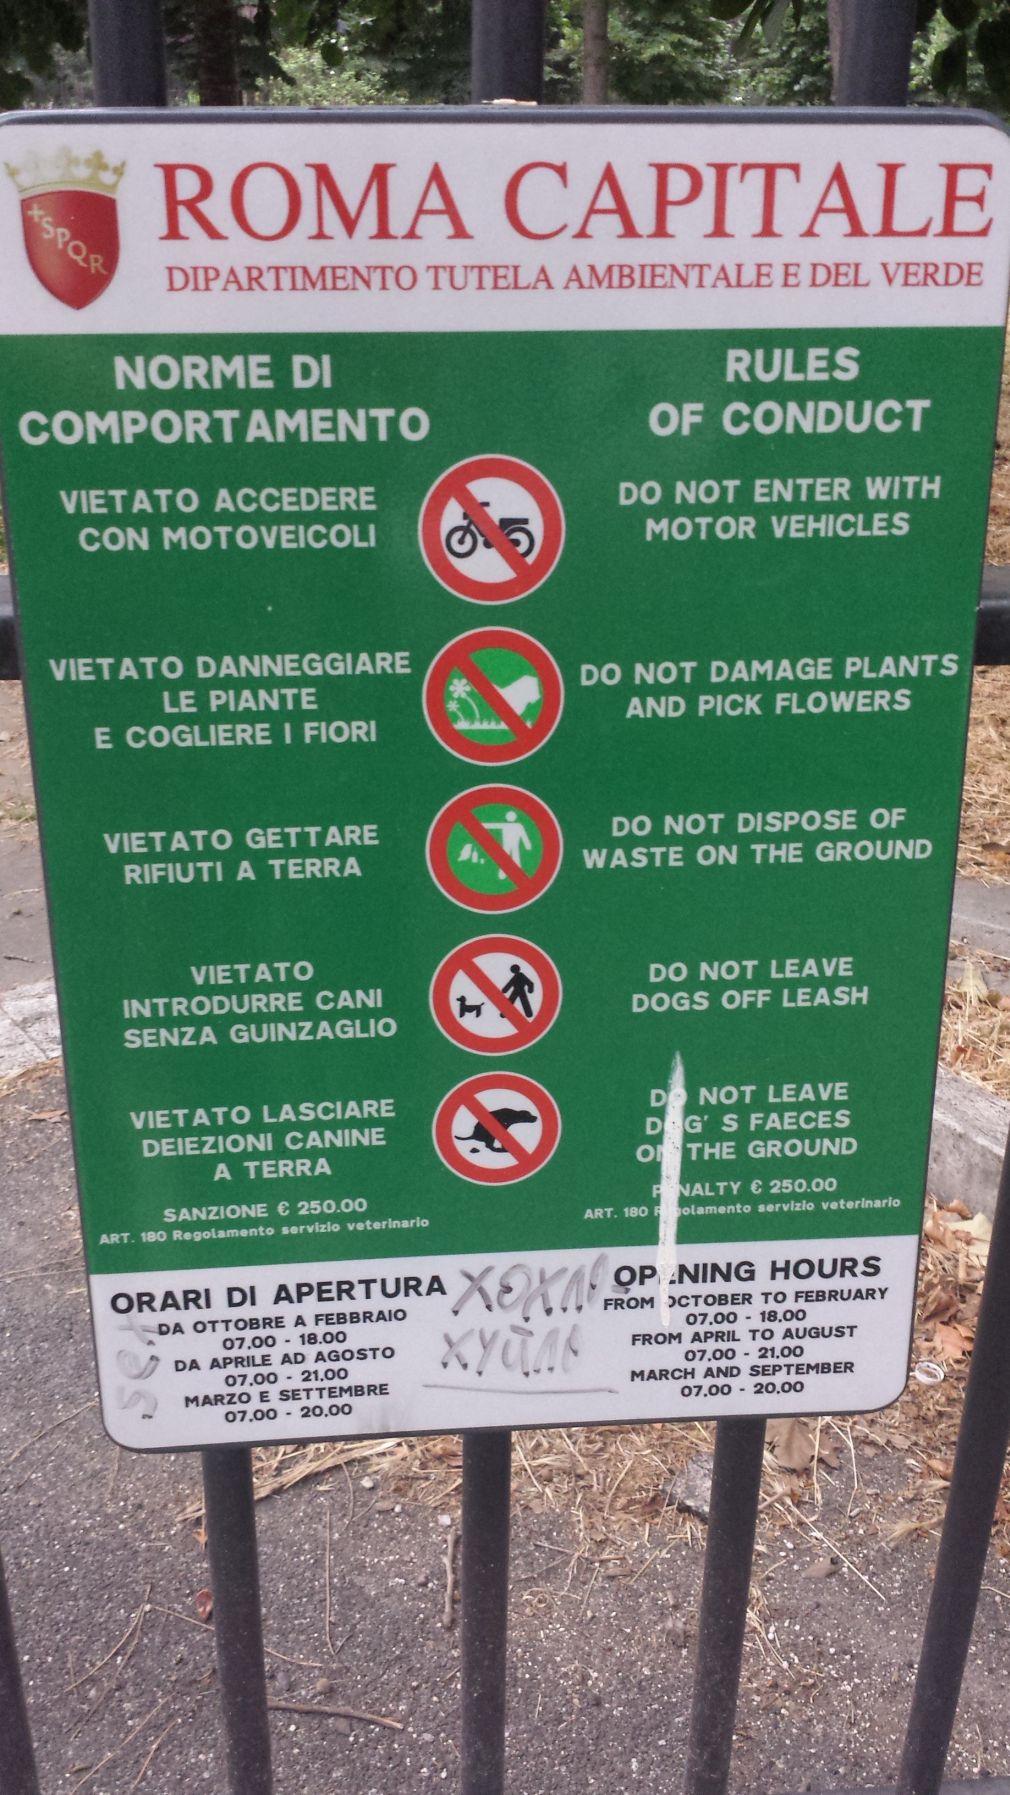 SPQR
ROMA CAPITALE
DIPARTIMENTO TUTELA AMBIENTALE E DEL VERDE
NORME DI
COMPORTAMENTO
VIETATO ACCEDERE
CON MOTOVEICOLI
VIETATO DANNEGGIARE
LE PIANTE
E COGLIERE I FIORI
VIETATO GETTARE
RIFIUTI A TERRA
VIETATO
INTRODURRE CANI
SENZA GUINZAGLIO
VIETATO LASCIARE
DEIEZIONI CANINE
A TERRA
SANZIONE € 250.00
ART. 180 Regolamento servizio veterinario
RULES
OF CONDUCT
DO NOT ENTER WITH
MOTOR VEHICLES
DO NOT DAMAGE PLANTS
AND PICK FLOWERS
DO NOT DISPOSE OF
WASTE ON THE GROUND
DO NOT LEAVE
DOGS OFF LEASH
DO NOT LEAVE
DOG' S FAECES
ON THE GROUND
PENALTY € 250.00
ART. 180 Regolamento servizio veterinario
ORARI DI APERTURA
DA OTTOBRE A FEBBRAIO
07.00 - 18.00
DA APRILE AD AGOSTO
07.00 - 21.00
MARZO E SETTEMBRE
07.00 - 20.00
OPENING HOURS
FROM OCTOBER TO FEBRUARY
07.00 - 18.00
FROM APRIL TO AUGUST
07.00 - 21.00
MARCH AND SEPTEMBER
07.00 - 20.00